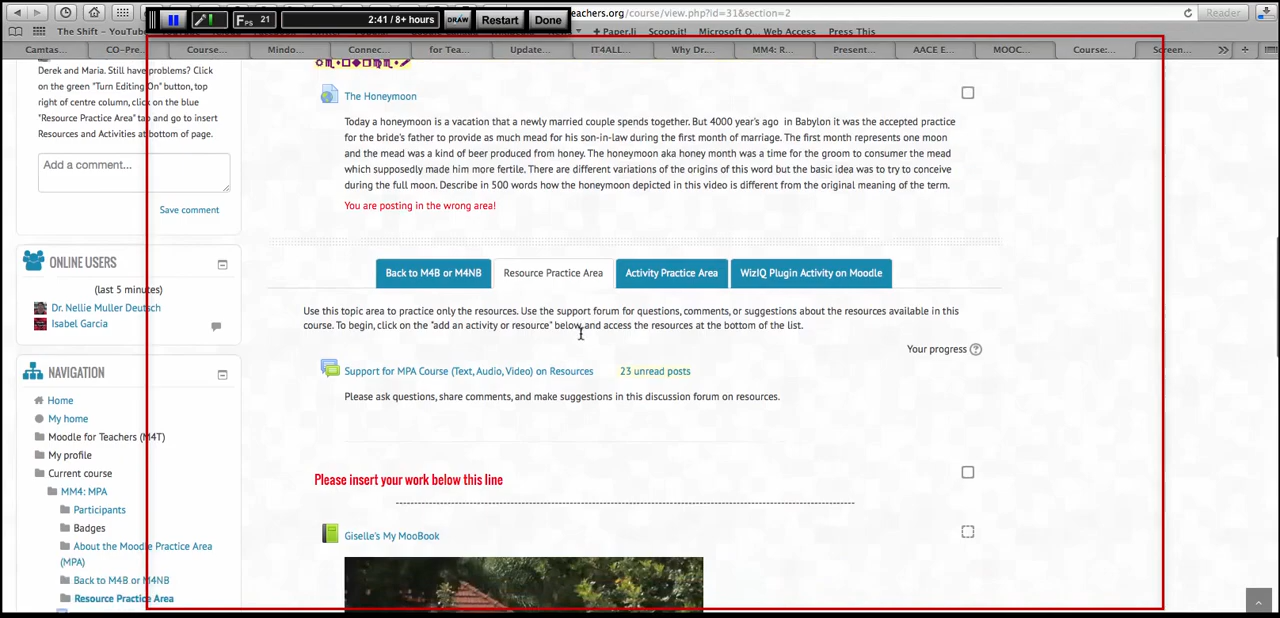 FPS 21
2:41 / 8+ hours
DRAW
Restart
Done
eachers.org/course/view.php?id=31&section=2
Reader
The Shift – YouTube
+ Paper.li
Scoop.it!
Microsoft O... Web App
Press This
Camtas...
CO-Pre...
Course...
Mindo...
Connec...
for Tea...
Update...
IT4ALL...
Why Dr....
MM4: R...
Present...
AACE E...
MOOC...
Course:...
Screen...
Derek and Maria. Still have problems? Click
on the green "Turn Editing On" button, top
right of centre column, click on the blue
"Resource Practice Area" tab and go to insert
Resources and Activities at bottom of page.
Add a comment...
Save comment
ONLINE USERS
(last 5 minutes)
Dr. Nellie Muller Deutsch
Isabel Garcia
NAVIGATION
Home
My home
Moodle for Teachers (M4T)
My profile
Current course
MM4: MPA
Participants
Badges
About the Moodle Practice Area
(MPA)
Back to M4B or M4NB
Resource Practice Area
The Honeymoon
Today a honeymoon is a vacation that a newly married couple spends together. But 4000 year's ago in Babylon it was the accepted practice
for the bride's father to provide as much mead for his son-in-law during the first month of marriage. The first month represents one moon
and the mead was a kind of beer produced from honey. The honeymoon aka honey month was a time for the groom to consumer the mead
which supposedly made him more fertile. There are different variations of the origins of this word but the basic idea was to try to conceive
during the full moon. Describe in 500 words how the honeymoon depicted in this video is different from the original meaning of the term.
You are posting in the wrong area!
Back to M4B or M4NB
Resource Practice Area
Activity Practice Area
WizIQ Plugin Activity on Moodle
Use this topic area to practice only the resources. Use the support forum for questions, comments, or suggestions about the resources available in this
course. To begin, click on the "add an activity or resource" below and access the resources at the bottom of the list.
Your progress
Support for MPA Course (Text, Audio, Video) on Resources
23 unread posts
Please ask questions, share comments, and make suggestions in this discussion forum on resources.
Please insert your work below this line
Giselle's My MooBook